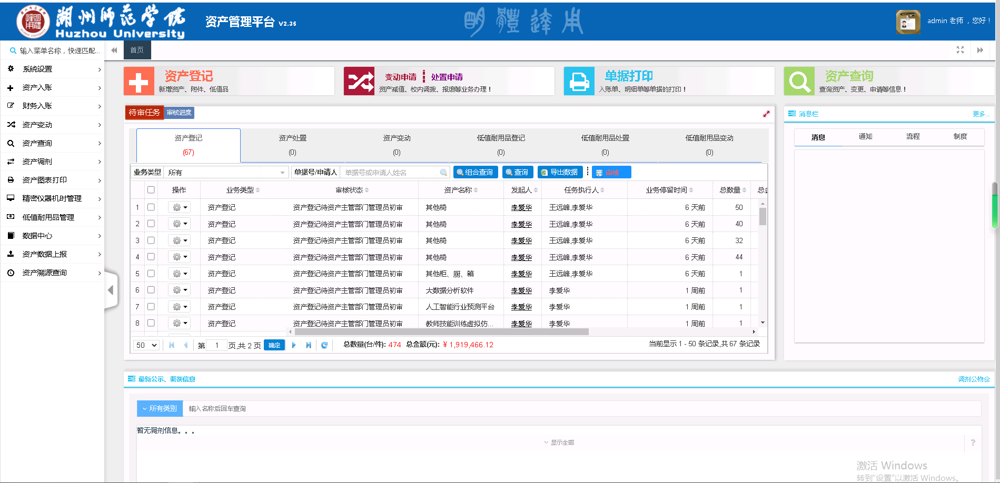 湖州师范学院
Huzhou University
资产管理平台 V2.35
明體達用
admin 老师 ，您好！
输入菜单名称，快速匹配...
首页
系统设置
资产入账
财务入账
资产变动
资产查询
资产调剂
资产图表打印
精密仪器机时管理
低值耐用品管理
数据中心
资产数据上报
资产溯源查询
资产登记
新增资产、附件、低值品
变动申请 处置申请
资产减值、校内调拨、报废等业务办理！
单据打印
入账单、明细单等单据的打印！
资产查询
查询资产、变更、申请等信息！
待审任务 审核进度
资产登记 资产处置 资产变动 低值耐用品登记 低值耐用品处置 低值耐用品变动
(67) (0) (0) (0) (0) (0)
业务类型 所有 单据号/申请人 单据号或申请人姓名 组合查询 查询 导出数据 审核
操作 业务类型 审核状态 资产名称 发起人 任务执行人 业务停留时间 总数量
1 资产登记 资产登记待资产主管部门管理员初审 其他椅 李爱华 王远峰,李爱华 6 天前 50
2 资产登记 资产登记待资产主管部门管理员初审 其他椅 李爱华 王远峰,李爱华 6 天前 40
3 资产登记 资产登记待资产主管部门管理员初审 其他椅 李爱华 王远峰,李爱华 6 天前 32
4 资产登记 资产登记待资产主管部门管理员初审 其他椅 李爱华 王远峰,李爱华 6 天前 44
5 资产登记 资产登记待资产主管部门管理员初审 其他柜、厨、箱 李爱华 王远峰,李爱华 6 天前 1
6 资产登记 资产登记待资产主管部门管理员初审 大数据分析软件 李爱华 李爱华 1 周前 1
7 资产登记 资产登记待资产主管部门管理员初审 人工智能行业预测平台 李爱华 李爱华 1 周前 1
8 资产登记 资产登记待资产主管部门管理员初审 教师技能训练虚拟仿... 李爱华 李爱华 1 周前 1
50 第 1 页,共 2 页 确定 总数量(台/件): 474 总金额(元): ¥ 1,919,466.12 当前显示 1 - 50 条记录,共 67 条记录
消息栏 更多...
消息 通知 流程 制度
最新公示、调剂信息 调剂公物仓
所有类别 输入名称后回车查询
暂无调剂信息。。。
显示全部 ?
激活 Windows
转到"设置"以激活 Windows。